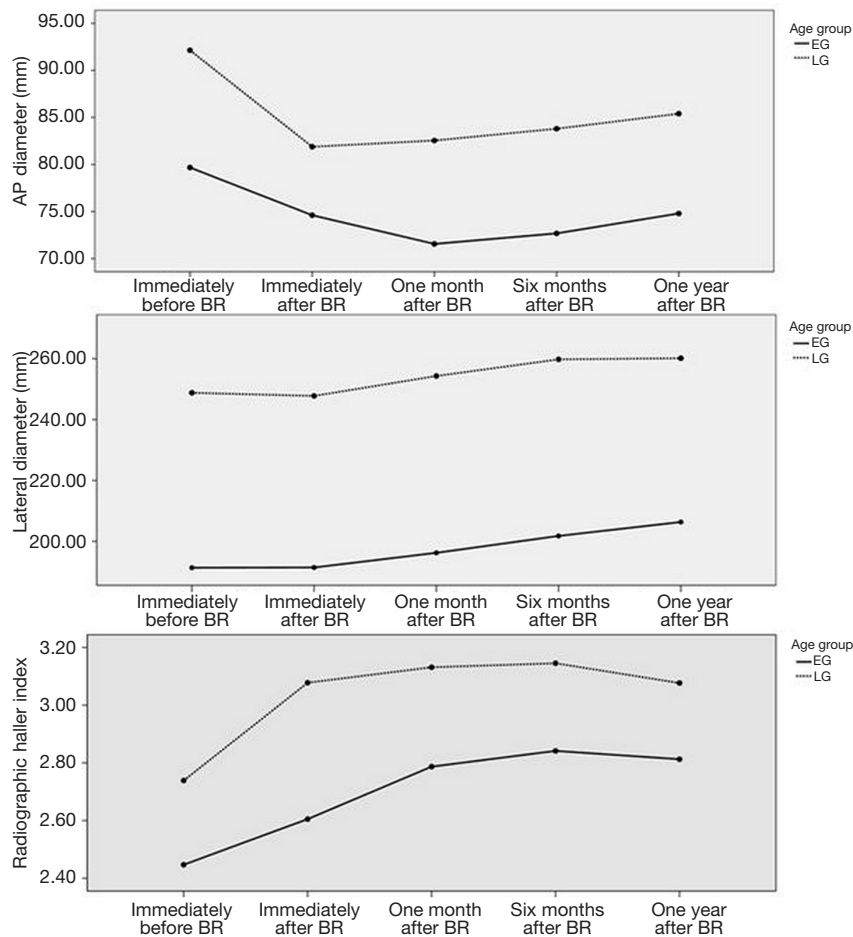 AP diameter (mm)
95.00
90.00
85.00
80.00
75.00
70.00
Age group
EG
LG
Immediately
before BR
Immediately
after BR
One month
after BR
Six months
after BR
One year
after BR
Lateral diameter (mm)
260.00
240.00
220.00
200.00
Age group
EG
LG
Immediately
before BR
Immediately
after BR
One month
after BR
Six months
after BR
One year
after BR
Radiographic haller index
3.20
3.00
2.80
2.60
2.40
Age group
EG
LG
Immediately
before BR
Immediately
after BR
One month
after BR
Six months
after BR
One year
after BR